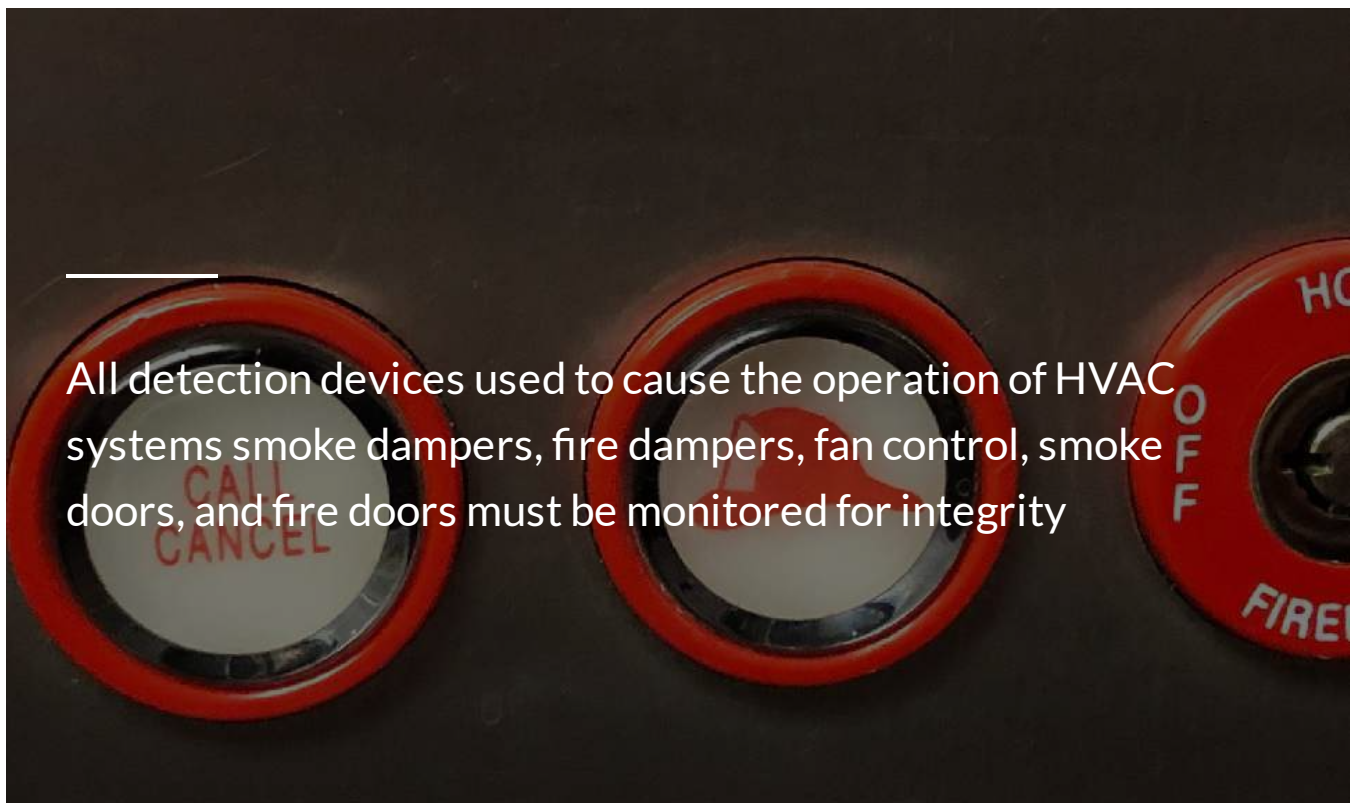 All detection devices used to cause the operation of HVAC
systems smoke dampers, fire dampers, fan control, smoke
doors, and fire doors must be monitored for integrity
CALL
CANCEL
OFF